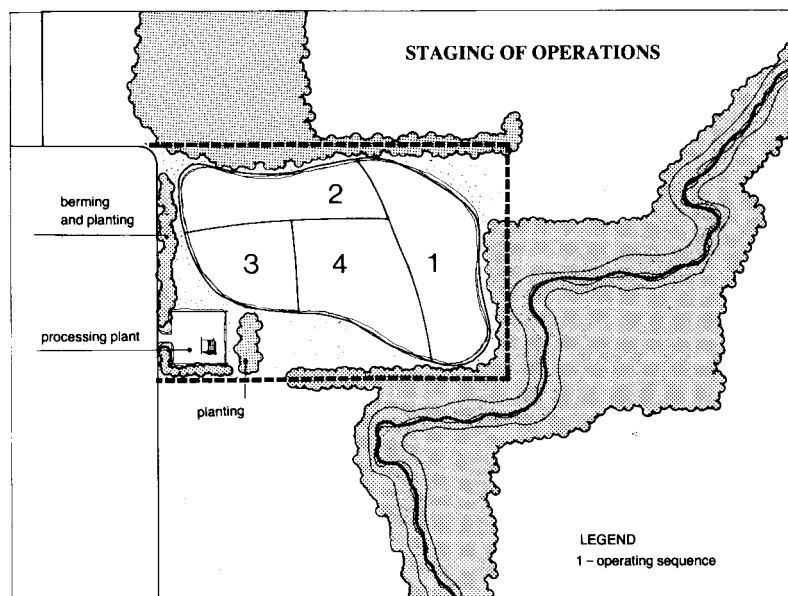 STAGING OF OPERATIONS
berming
and planting
2
3
4
1
processing plant
planting
LEGEND
1 – operating sequence